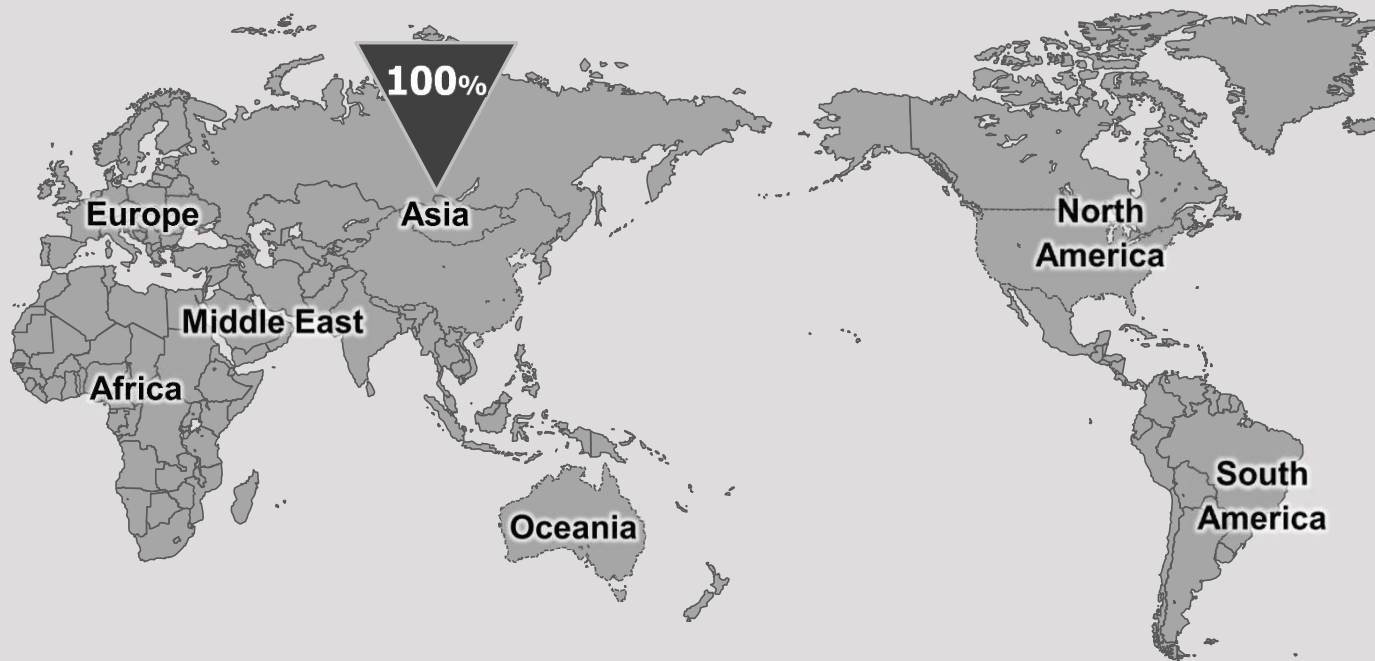 100%
Europe
Asia
North
America
Middle East
Africa
South
America
Oceania